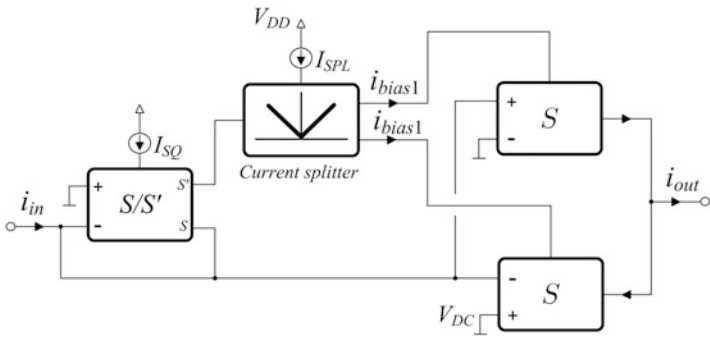 V_DD
I_SPL
i_bias1
i_bias1
Current splitter
I_SQ
+
-
S/S'
S'
S
i_in
+
-
S
i_out
-
+
S
V_DC